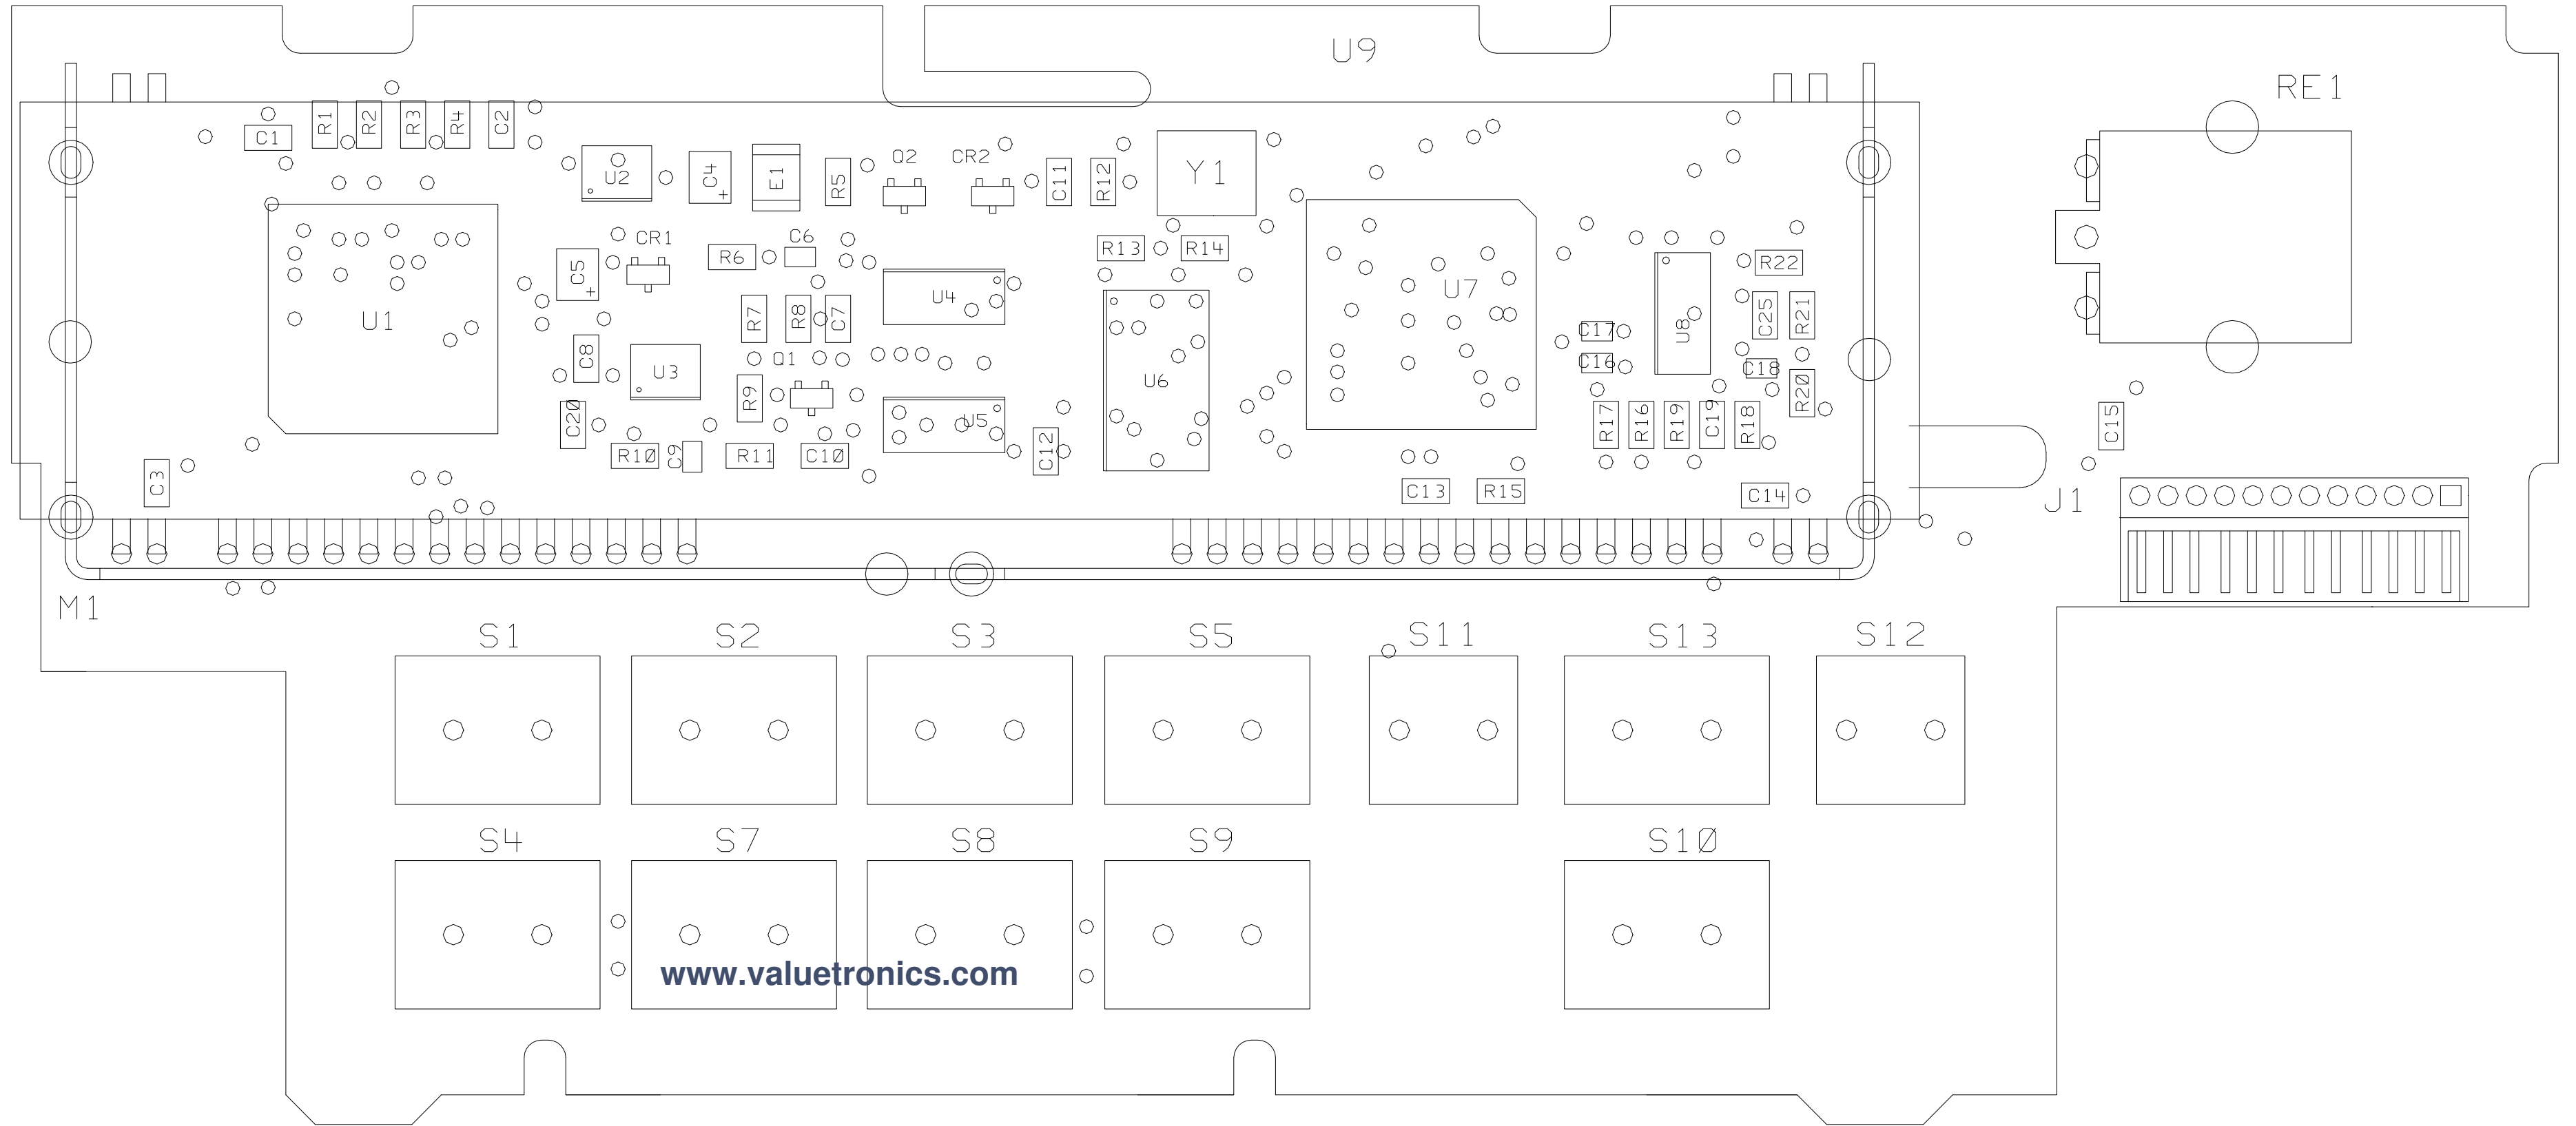 U9
RE1
R1 R2 R3 R4 C2
C1
Q2 CR2
U2 C4 + E1 R5 C11 R12 Y1
CR1 C6
R6 R13 R14
C5 + R22
U4 U7
U1 R7 R8 C7 C17 U8 C25 R21
C8 Q1 C16 C18
U3 U6
R9 R20
C20 U5 R17 R16 R19 C19 R18 C15
R10 C9 R11 C10 C12
C3 C13 R15 C14 J1
M1
S1 S2 S3 S5 S11 S13 S12
S4 S7 S8 S9 S10
www.valuetronics.com